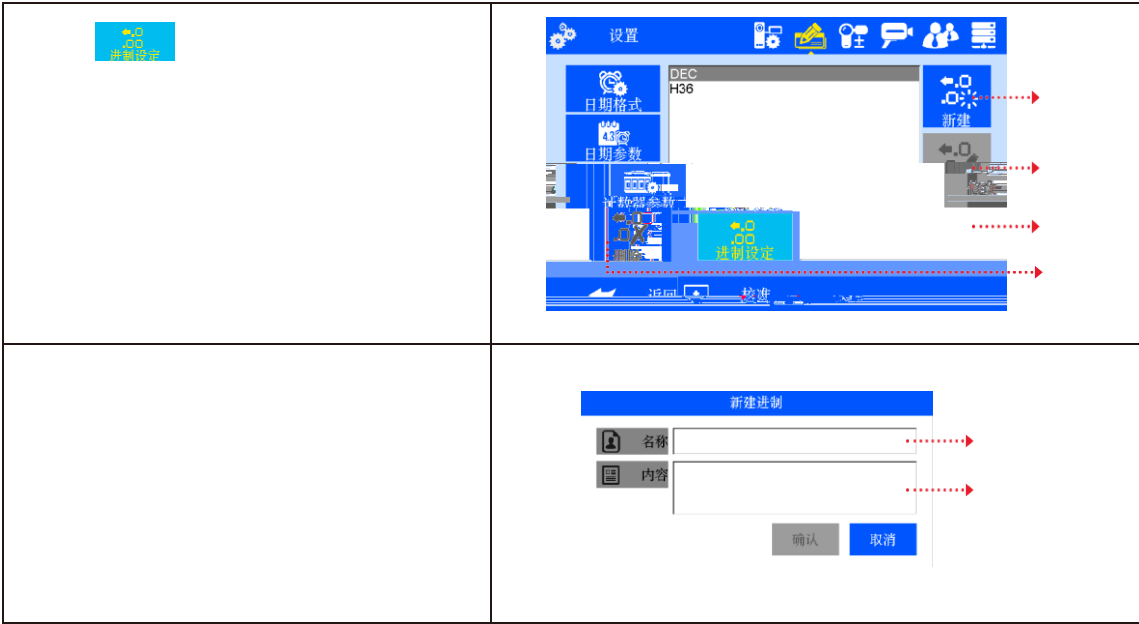 进制设定
设置
日期格式
DEC
H36
新建
日期参数
计数器参数
进制设定
返回
校准
新建进制
名称
内容
确认
取消